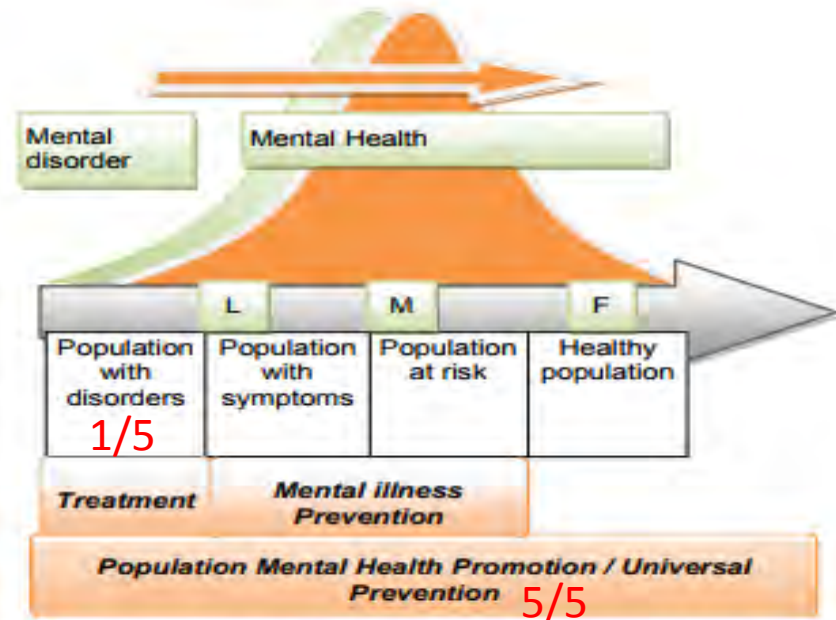 Mental
disorder
Mental Health
L
M
F
Population
with
disorders
1/5
Population
with
symptoms
Population
at risk
Healthy
population
Treatment
Mental illness
Prevention
Population Mental Health Promotion / Universal
Prevention
5/5